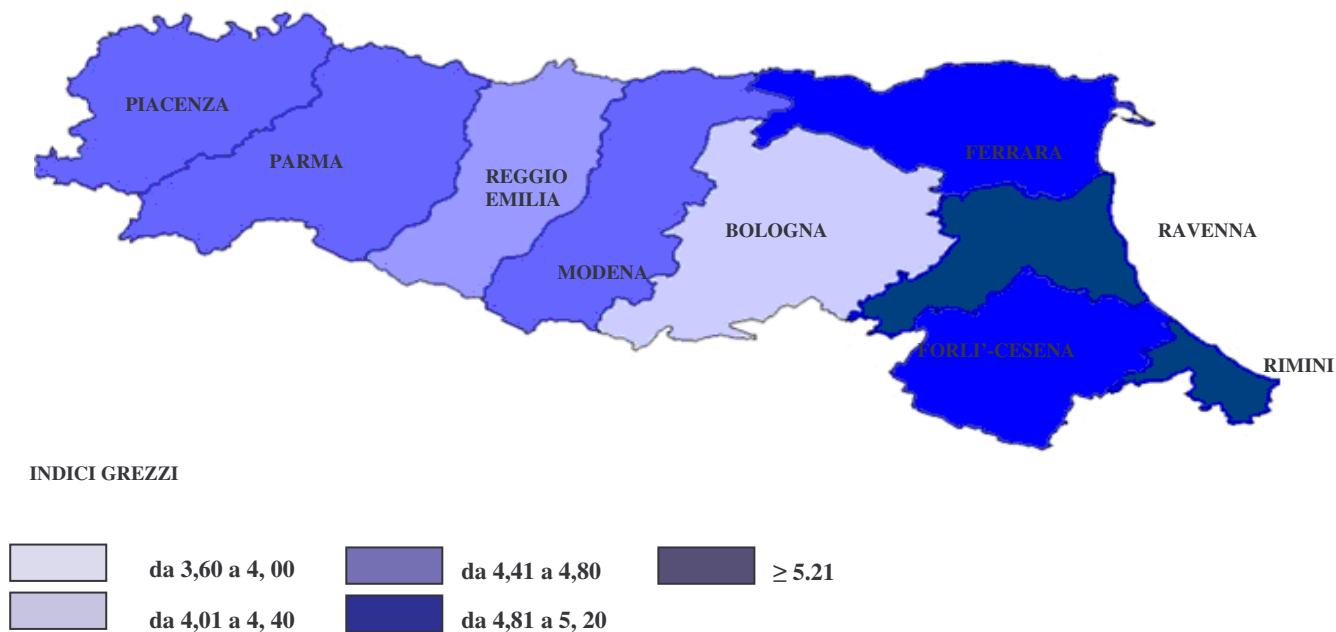 PIACENZA
PARMA
REGGIO
EMILIA
MODENA
BOLOGNA
FERRARA
RAVENNA
FORLI’-CESENA
RIMINI
INDICI GREZZI
da 3,60 a 4, 00
da 4,41 a 4,80
≥ 5.21
da 4,01 a 4, 40
da 4,81 a 5, 20